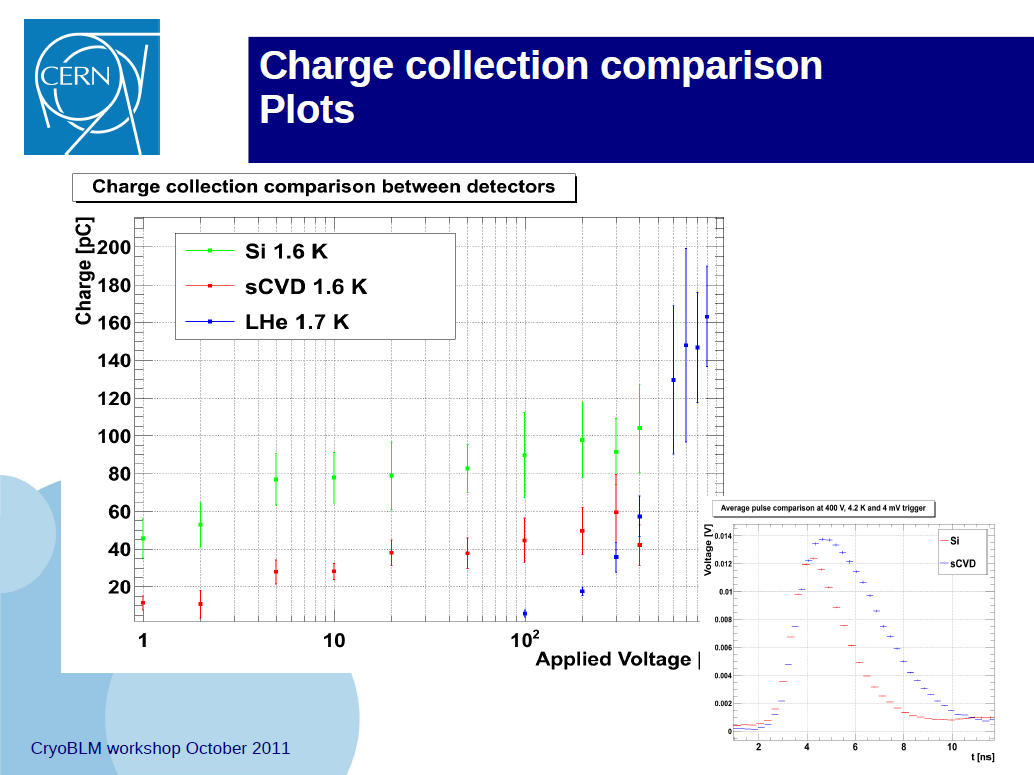 CERN
Charge collection comparison
Plots
Charge collection comparison between detectors
Charge [pC]
200
180
160
140
120
100
80
60
40
20
Si 1.6 K
sCVD 1.6 K
LHe 1.7 K
1
10
10²
Applied Voltage
Average pulse comparison at 400 V, 4.2 K and 4 mV trigger
Voltage [V]
0.014
0.012
0.01
0.008
0.006
0.004
0.002
0
Si
sCVD
2
4
6
8
10
t [ns]
CryoBLM workshop October 2011